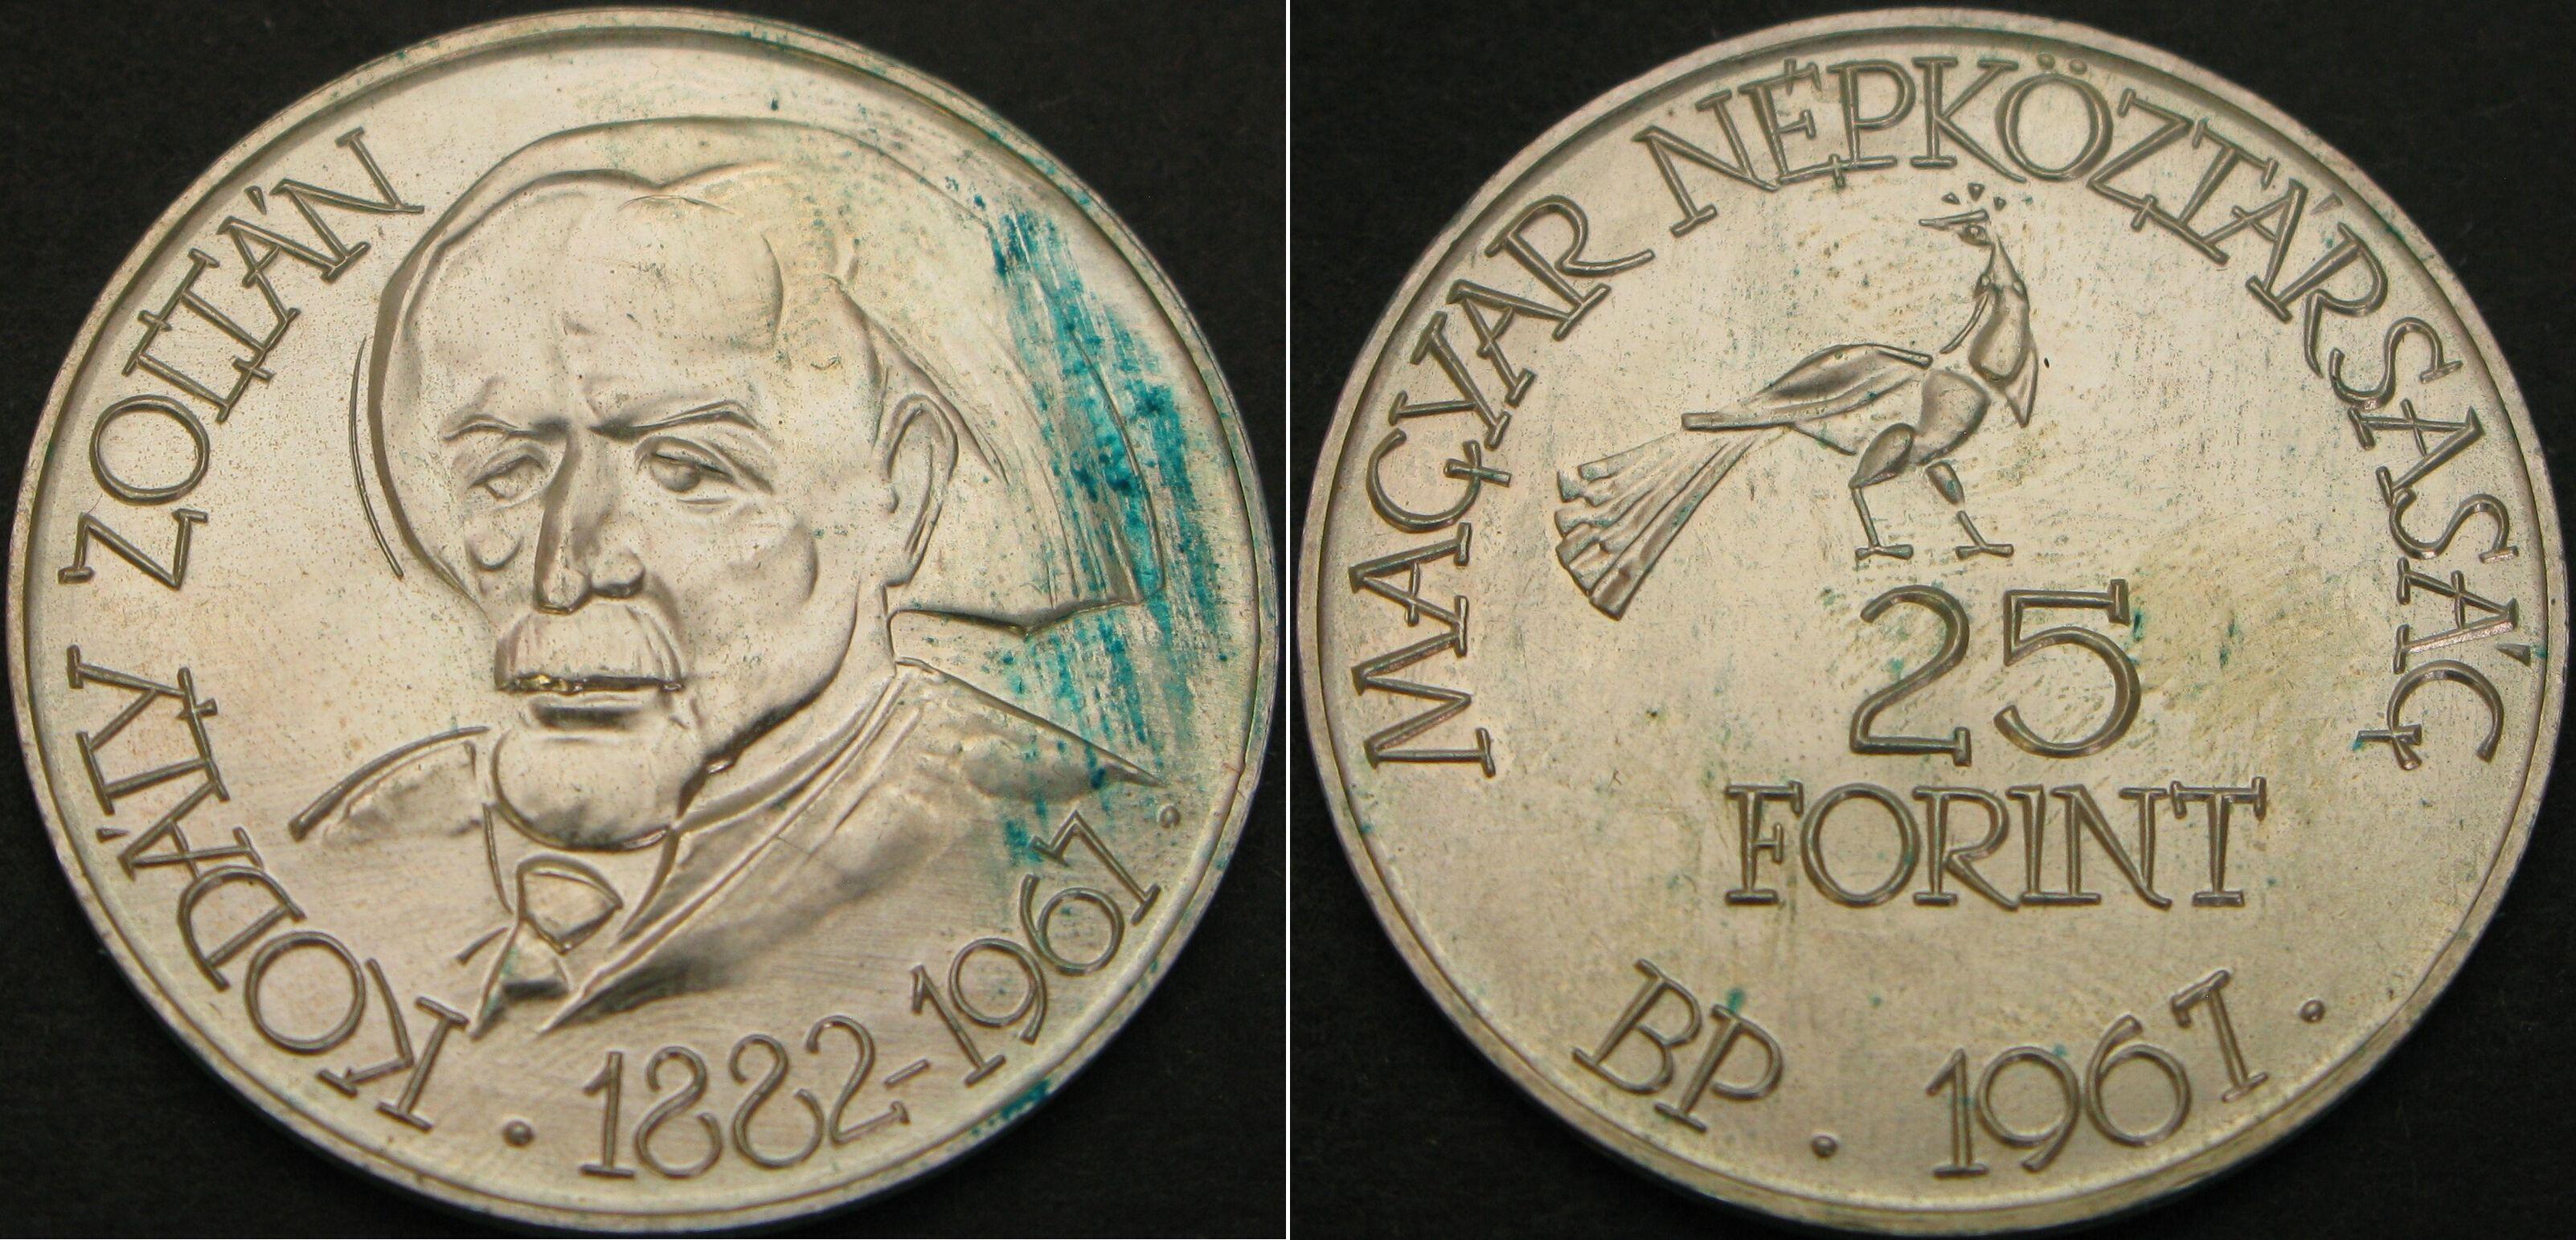 KODÁLY ZOLTÁN
· 1882-1967 ·
MAGYAR NÉPKÖZTÁRSASÁG
25
FORINT
BP. 1967.